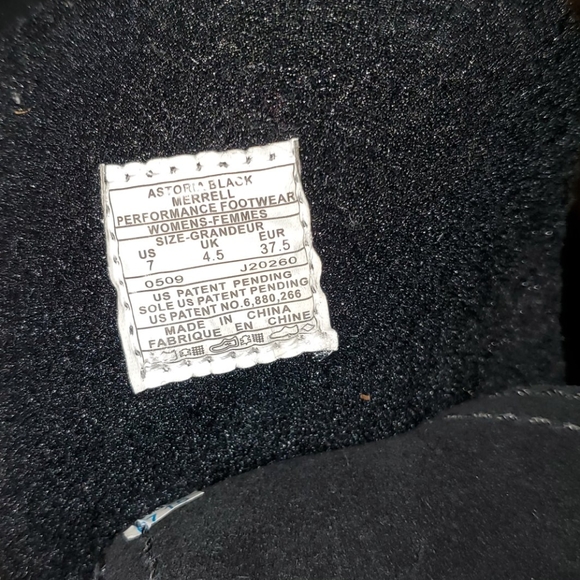 ASTORIA BLACK
MERRELL
PERFORMANCE FOOTWEAR
WOMENS-FEMMES
SIZE-GRANDEUR
US UK EUR
7 4.5 37.5
0509 J20260
US PATENT PENDING
SOLE US PATENT PENDING
US PATENT NO.6,880,266
MADE IN CHINA
FABRIQUE EN CHINE